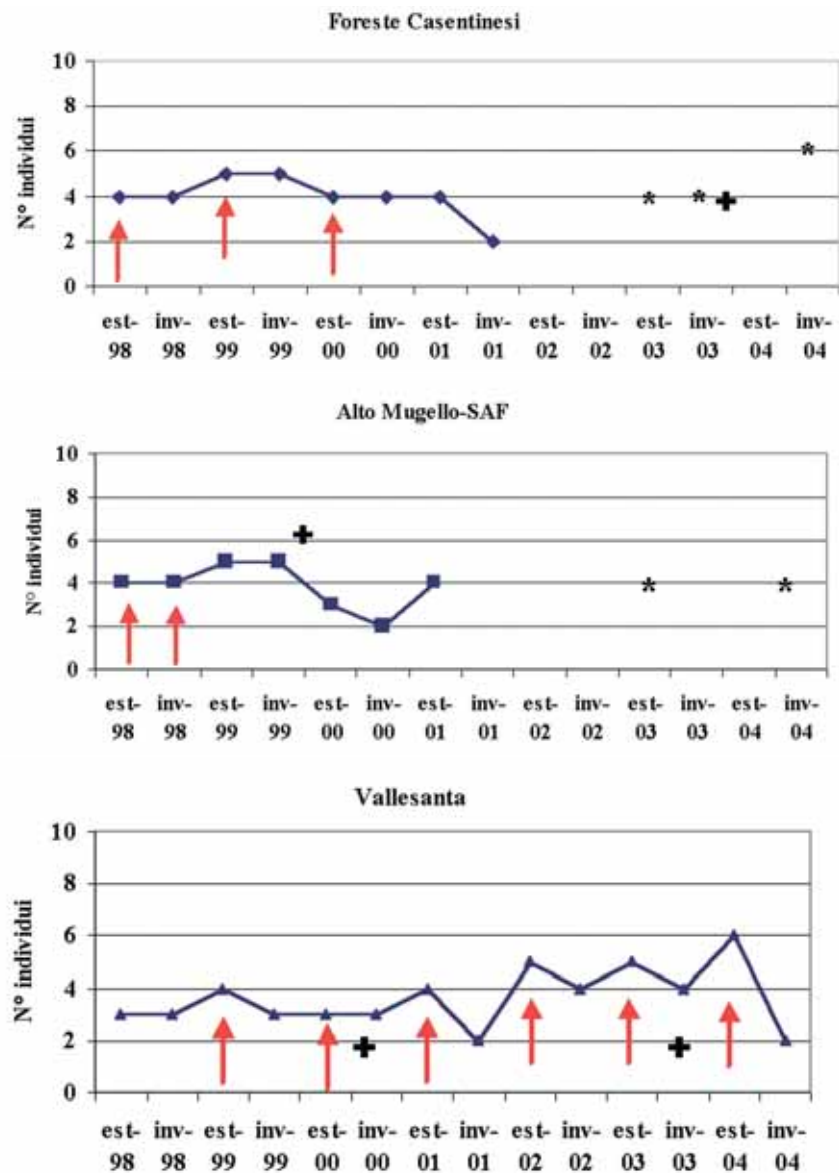 Foreste Casentinesi
N° individui
10
8
6
4
2
0
est- inv- est- inv- est- inv- est- inv- est- inv- est- inv- est- inv-
98 98 99 99 00 00 01 01 02 02 03 03 04 04
Alto Mugello-SAF
N° individui
10
8
6
4
2
0
est- inv- est- inv- est- inv- est- inv- est- inv- est- inv- est- inv-
98 98 99 99 00 00 01 01 02 02 03 03 04 04
Vallesanta
N° individui
10
8
6
4
2
0
est- inv- est- inv- est- inv- est- inv- est- inv- est- inv- est- inv-
98 98 99 99 00 00 01 01 02 02 03 03 04 04